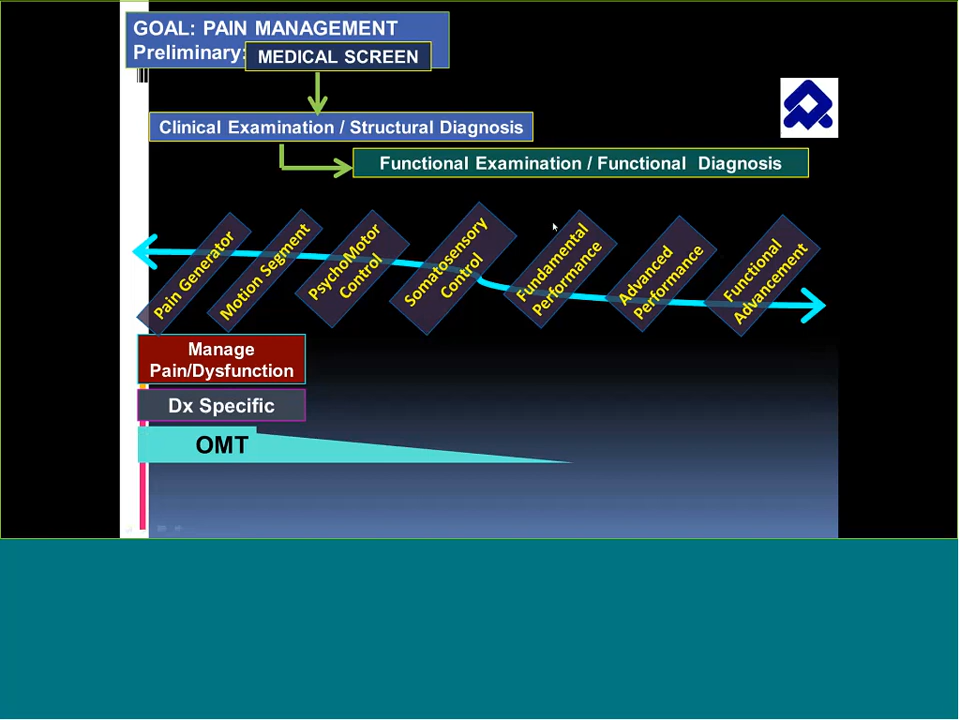 GOAL: PAIN MANAGEMENT
Preliminary:
MEDICAL SCREEN
Clinical Examination / Structural Diagnosis
Functional Examination / Functional Diagnosis
Pain Generator
Motion Segment
PsychoMotor
Control
Somatosensory
Control
Fundamental
Performance
Advanced
Performance
Functional
Advancement
Manage
Pain/Dysfunction
Dx Specific
OMT